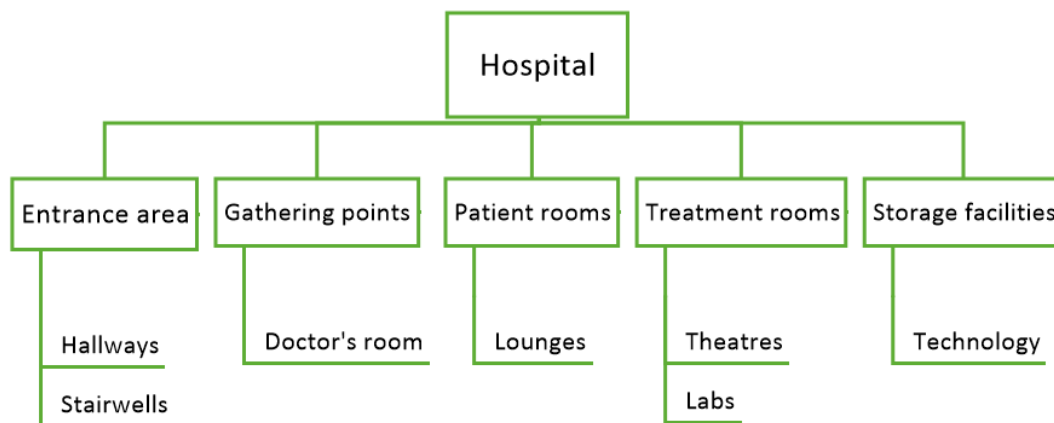 Hospital
Entrance area
Gathering points
Patient rooms
Treatment rooms
Storage facilities
Hallways
Doctor's room
Lounges
Theatres
Technology
Stairwells
Labs